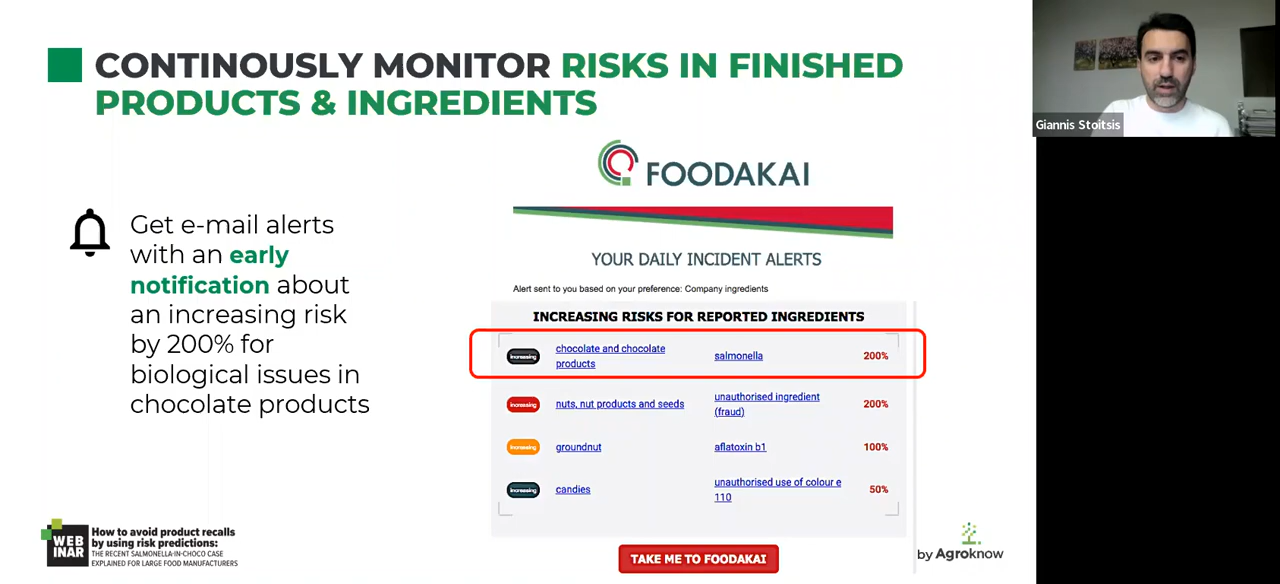 CONTINOUSLY MONITOR RISKS IN FINISHED
PRODUCTS & INGREDIENTS
Giannis Stoitsis
FOODAKAI
Get e-mail alerts
with an early
notification about
an increasing risk
by 200% for
biological issues in
chocolate products
YOUR DAILY INCIDENT ALERTS
Alert sent to you based on your preference: Company ingredients
INCREASING RISKS FOR REPORTED INGREDIENTS
increasing chocolate and chocolate products salmonella 200%
increasing nuts, nut products and seeds unauthorised ingredient (fraud) 200%
increasing groundnut aflatoxin b1 100%
increasing candies unauthorised use of colour e 110 50%
TAKE ME TO FOODAKAI
WEB
INAR
How to avoid product recalls
by using risk predictions:
THE RECENT SALMONELLA-IN-CHOCO CASE
EXPLAINED FOR LARGE FOOD MANUFACTURERS
by Agroknow